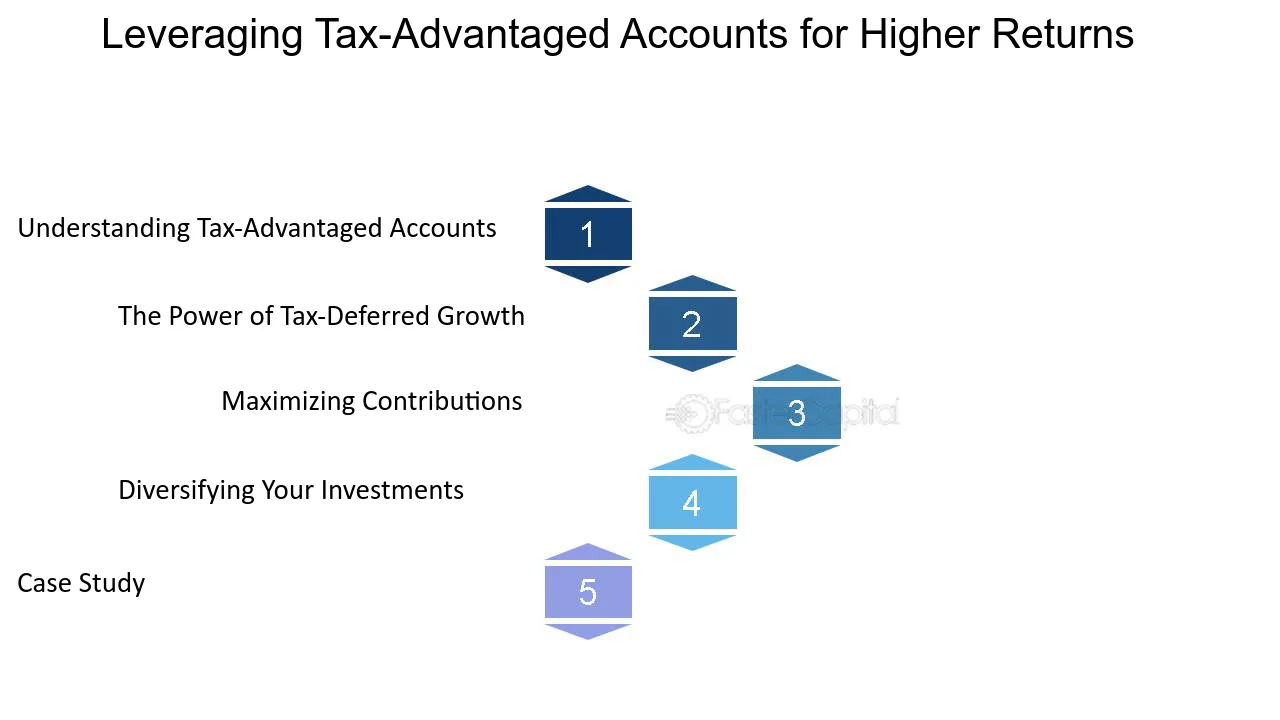 Leveraging Tax-Advantaged Accounts for Higher Returns
Understanding Tax-Advantaged Accounts
1
The Power of Tax-Deferred Growth
2
Maximizing Contributions
FasterCapital
3
Diversifying Your Investments
4
Case Study
5